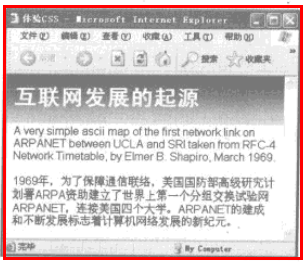 体验CSS - Microsoft Internet Explorer
文件(F) 编辑(E) 查看(V) 收藏(A) 工具(T) 帮助(H)
后退 搜索 收藏夹
互联网发展的起源
A very simple ascii map of the first network link on
ARPANET between UCLA and SRI taken from RFC-4
Network Timetable, by Elmer B. Shapiro, March 1969.
1969年，为了保障通信联络，美国国防部高级研究计
划署ARPA资助建立了世界上第一个分组交换试验网
ARPANET，连接美国四个大学。ARPANET的建成
和不断发展标志着计算机网络发展的新纪元。
完毕 My Computer